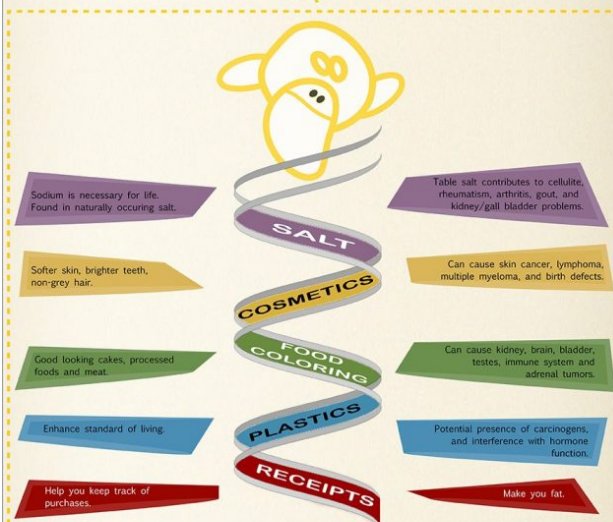 Sodium is necessary for life.
Found in naturally occuring salt.
SALT
Table salt contributes to cellulite,
rheumatism, arthritis, gout, and
kidney/gall bladder problems.
Softer skin, brighter teeth,
non-grey hair.
COSMETICS
Can cause skin cancer, lymphoma,
multiple myeloma, and birth defects.
Good looking cakes, processed
foods and meat.
FOOD
COLORING
Can cause kidney, brain, bladder,
testes, immune system and
adrenal tumors.
Enhance standard of living.
PLASTICS
Potential presence of carcinogens,
and interference with hormone
function.
Help you keep track of
purchases.
RECEIPTS
Make you fat.